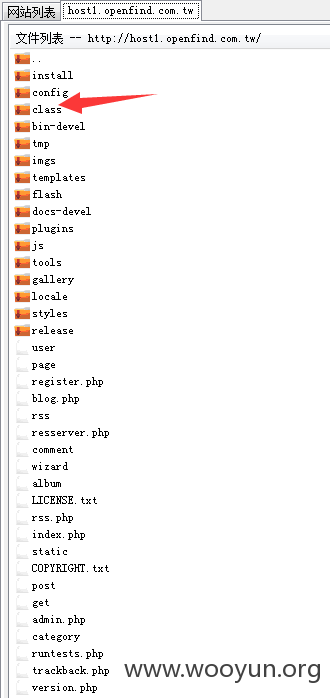 网站列表 host1.openfind.com.tw
文件列表 -- http://host1.openfind.com.tw/
..
install
config
class
bin-devel
tmp
imgs
templates
flash
docs-devel
plugins
js
tools
gallery
locale
styles
release
user
page
register.php
blog.php
rss
resserver.php
comment
wizard
album
LICENSE.txt
rss.php
index.php
static
COPYRIGHT.txt
post
get
admin.php
category
runtests.php
trackback.php
version.php
www.wooyun.org